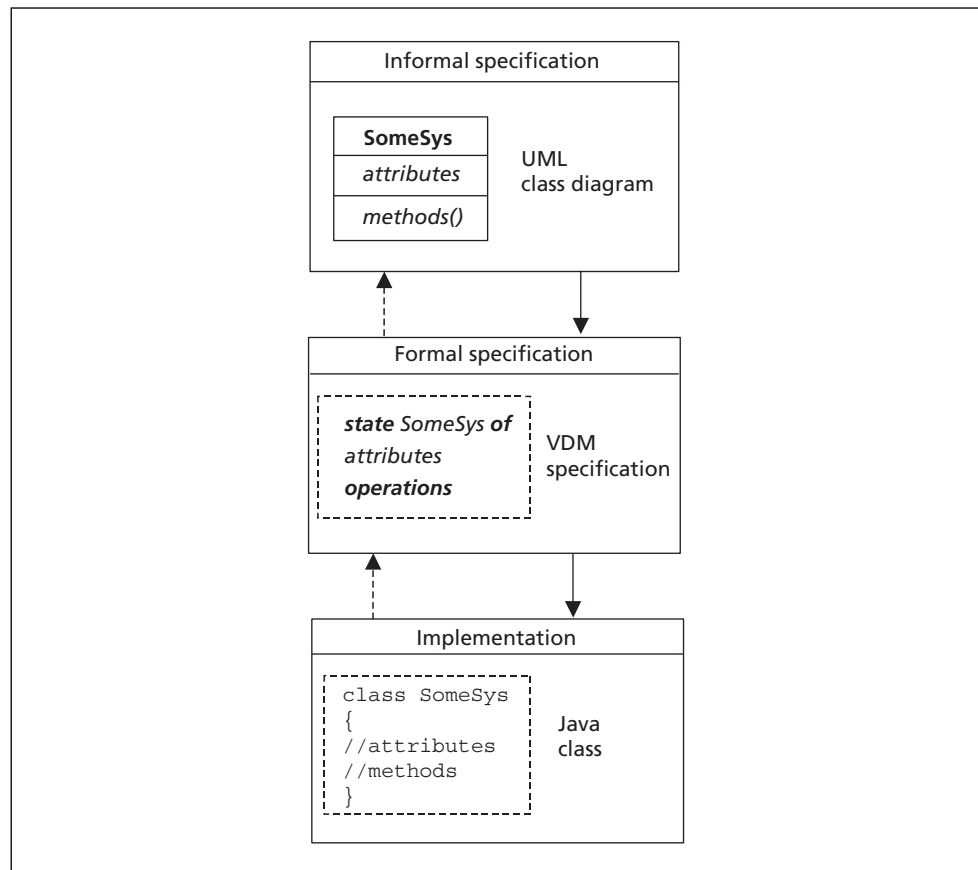 Informal specification
SomeSys
attributes
methods()
UML
class diagram
Formal specification
state SomeSys of
attributes
operations
VDM
specification
Implementation
class SomeSys
{
//attributes
//methods
}
Java
class